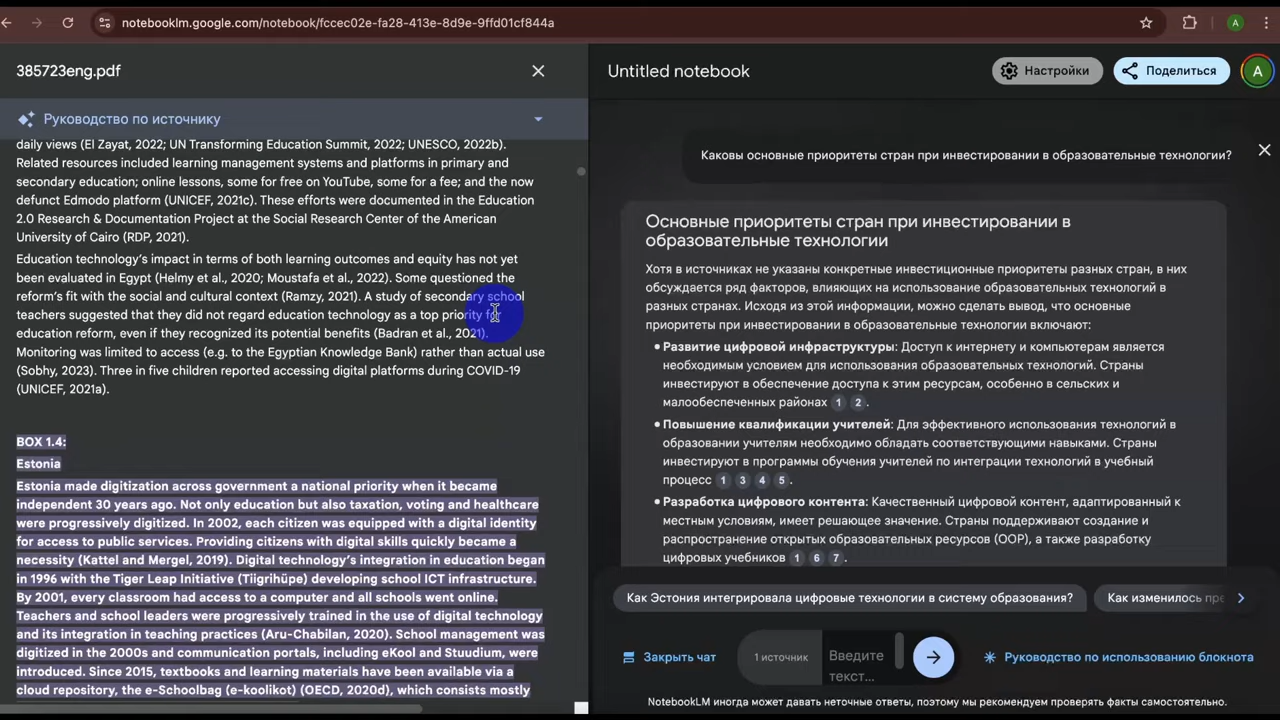 notebooklm.google.com/notebook/fccec02e-fa28-413e-8d9e-9ffd01cf844a
A
385723eng.pdf
Руководство по источнику
daily views (El Zayat, 2022; UN Transforming Education Summit, 2022; UNESCO, 2022b).
Related resources included learning management systems and platforms in primary and
secondary education; online lessons, some for free on YouTube, some for a fee; and the now
defunct Edmodo platform (UNICEF, 2021c). These efforts were documented in the Education
2.0 Research & Documentation Project at the Social Research Center of the American
University of Cairo (RDP, 2021).
Education technology’s impact in terms of both learning outcomes and equity has not yet
been evaluated in Egypt (Helmy et al., 2020; Moustafa et al., 2022). Some questioned the
reform’s fit with the social and cultural context (Ramzy, 2021). A study of secondary school
teachers suggested that they did not regard education technology as a top priority for
education reform, even if they recognized its potential benefits (Badran et al., 2021).
Monitoring was limited to access (e.g. to the Egyptian Knowledge Bank) rather than actual use
(Sobhy, 2023). Three in five children reported accessing digital platforms during COVID-19
(UNICEF, 2021a).
BOX 1.4:
Estonia
Estonia made digitization across government a national priority when it became
independent 30 years ago. Not only education but also taxation, voting and healthcare
were progressively digitized. In 2002, each citizen was equipped with a digital identity
for access to public services. Providing citizens with digital skills quickly became a
necessity (Kattel and Mergel, 2019). Digital technology’s integration in education began
in 1996 with the Tiger Leap Initiative (Tiigrihüpe) developing school ICT infrastructure.
By 2001, every classroom had access to a computer and all schools went online.
Teachers and school leaders were progressively trained in the use of digital technology
and its integration in teaching practices (Aru-Chabilan, 2020). School management was
digitized in the 2000s and communication portals, including eKool and Stuudium, were
introduced. Since 2015, textbooks and learning materials have been available via a
cloud repository, the e-Schoolbag (e-koolikot) (OECD, 2020d), which consists mostly
Untitled notebook
Настройки
Поделиться
A
Каковы основные приоритеты стран при инвестировании в образовательные технологии?
Основные приоритеты стран при инвестировании в
образовательные технологии
Хотя в источниках не указаны конкретные инвестиционные приоритеты разных стран, в них
обсуждается ряд факторов, влияющих на использование образовательных технологий в
разных странах. Исходя из этой информации, можно сделать вывод, что основные
приоритеты при инвестировании в образовательные технологии включают:
• Развитие цифровой инфраструктуры: Доступ к интернету и компьютерам является
необходимым условием для использования образовательных технологий. Страны
инвестируют в обеспечение доступа к этим ресурсам, особенно в сельских и
малообеспеченных районах 1 2.
• Повышение квалификации учителей: Для эффективного использования технологий в
образовании учителям необходимо обладать соответствующими навыками. Страны
инвестируют в программы обучения учителей по интеграции технологий в учебный
процесс 1 3 4 5.
• Разработка цифрового контента: Качественный цифровой контент, адаптированный к
местным условиям, имеет решающее значение. Страны поддерживают создание и
распространение открытых образовательных ресурсов (ООР), а также разработку
цифровых учебников 1 6 7.
Как Эстония интегрировала цифровые технологии в систему образования?
Как изменилось пре
Закрыть чат
1 источник
Введите
текст...
Руководство по использованию блокнота
NotebookLM иногда может давать неточные ответы, поэтому мы рекомендуем проверять факты самостоятельно.